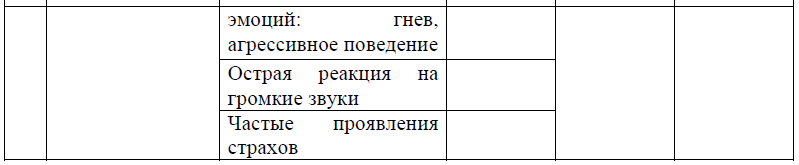 эмоций: гнев,
агрессивное поведение
Острая реакция на
громкие звуки
Частые проявления
страхов